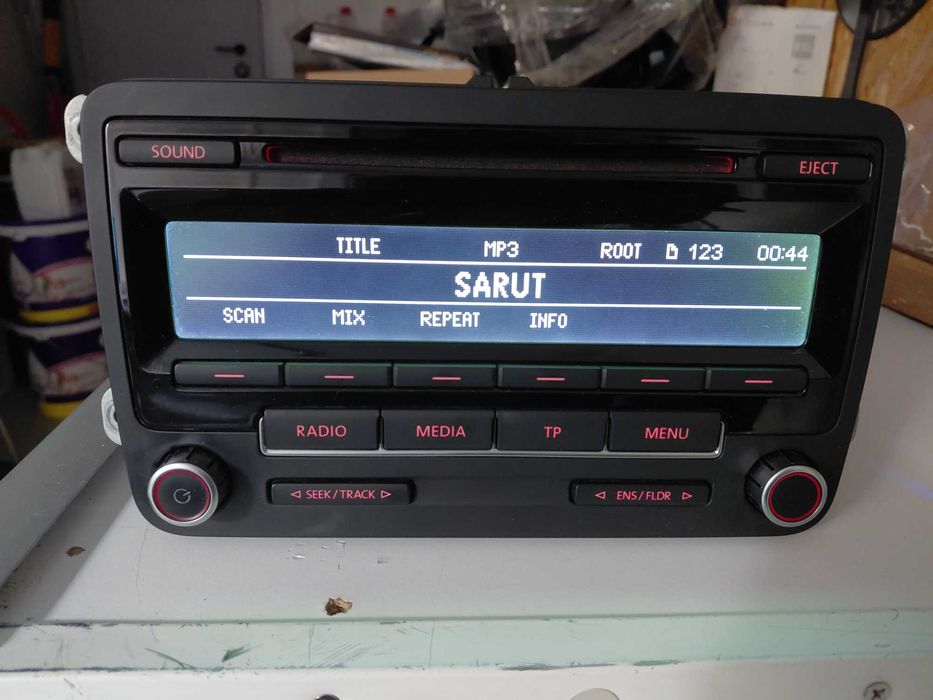 SOUND
EJECT
TITLE MP3 ROOT 123 00:44
SARUT
SCAN MIX REPEAT INFO
RADIO MEDIA TP MENU
SEEK / TRACK ENS / FLDR